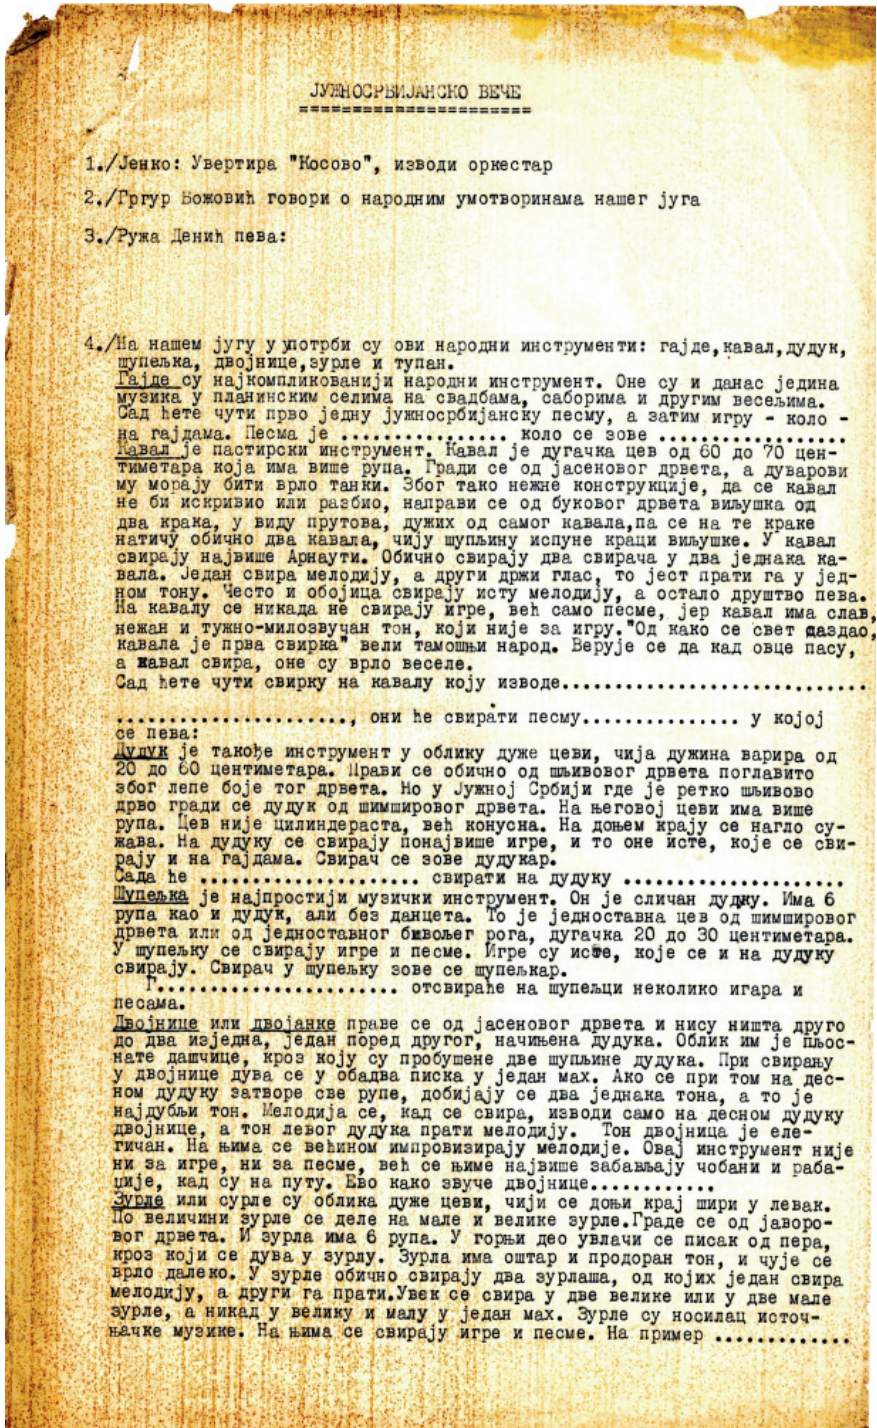 ЈУЖНОСРБИЈАНСКО ВЕЧЕ
======================
1./Јенко: Увертира "Косово", изводи оркестар
2./Гргур Божовић говори о народним умотворинама нашег југа
3./Ружа Денић пева:
4./На нашем југу у употрби су ови народни инструменти: гајде,кавал,дудук,
шупељка, двојнице,зурле и тупан.
Гајде су најкомпликованији народни инструмент. Оне су и данас једина
музика у планинским селима на свадбама, саборима и другим весељима.
Сад ћете чути прво једну јужносрбијанску песму, а затим игру - коло -
на гајдама. Песма је ................ коло се зове ..................
Кавал је пастирски инструмент. Кавал је дугачка цев од 60 до 70 цен-
тиметара која има више рупа. Гради се од јасеновог дрвета, а дуварови
му морају бити врло танки. Због тако нежне конструкције, да се кавал
не би искривио или разбио, направи се од буковог дрвета виљушка од
два крака, у виду прутова, дужих од самог кавала,па се на те краке
натичу обично два кавала, чију шупљину испуне краци виљушке. У кавал
свирају највише Арнаути. Обично свирају два свирача у два једнака ка-
вала. Један свира мелодију, а други држи глас, то јест прати га у јед-
ном тону. Често и обојица свирају исту мелодију, а остало друштво пева.
На кавалу се никада не свирају игре, већ само песме, јер кавал има слав,
нежан и тужно-милозвучан тон, који није за игру."Од како се свет даздао,
кавала је прва свирка" вели тамошњи народ. Верује се да кад овце пасу,
а кавал свира, оне су врло веселе.
Сад ћете чути свирку на кавалу коју изводе.............................
......................, они ће свирати песму............... у којој
се пева:
Дудук је такође инструмент у облику дуже цеви, чија дужина варира од
20 до 60 центиметара. Прави се обично од шљивовог дрвета поглавито
због лепе боје тог дрвета. Но у Јужној Србији где је ретко шљивово
дрво гради се дудук од шимшировог дрвета. На његовој цеви има више
рупа. Цев није цилиндераста, већ конусна. На доњем крају се нагло су-
жава. На дудуку се свирају понајвише игре, и то оне исте, које се сви-
рају и на гајдама. Свирач се зове дудукар.
Сада ће ..................... свирати на дудуку .....................
Шупељка је најпростији музички инструмент. Он је сличан дудуку. Има 6
рупа као и дудук, али без данцета. То је једноставна цев од шимшировог
дрвета или од једноставног бивољег рога, дугачка 20 до 30 центиметара.
У шупељку се свирају игре и песме. Игре су исте, које се и на дудуку
свирају. Свирач у шупељку зове се шупељкар.
Г....................... отсвираће на шупељци неколико игара и
песама.
Двојнице или двојанке праве се од јасеновог дрвета и нису ништа друго
до два изједна, један поред другог, начињена дудука. Облик им је пљос-
нате дашчице, кроз коју су пробушене две шупљине дудука. При свирању
у двојнице дува се у обадва писка у један мах. Ако се при том на дес-
ном дудуку затворе све рупе, добијају се два једнака тона, а то је
најдубљи тон. Мелодија се, кад се свира, изводи само на десном дудуку
двојнице, а тон левог дудука прати мелодију. Тон двојница је еле-
гичан. На њима се већином импровизирају мелодије. Овај инструмент није
ни за игре, ни за песме, већ се њиме највише забављају чобани и раба-
џије, кад су на путу. Ево како звуче двојнице............
Зурле или сурле су облика дуже цеви, чији се доњи крај шири у левак.
По величини зурле се деле на мале и велике зурле.Граде се од јаворо-
вог дрвета. И зурла има 6 рупа. У горњи део увлачи се писак од пера,
кроз који се дува у зурлу. Зурла има оштар и продоран тон, и чује се
врло далеко. У зурле обично свирају два зурлаша, од којих један свира
мелодију, а други га прати.Увек се свира у две велике или у две мале
зурле, а никад у велику и малу у један мах. Зурле су носилац источ-
њачке музике. На њима се свирају игре и песме. На пример .............